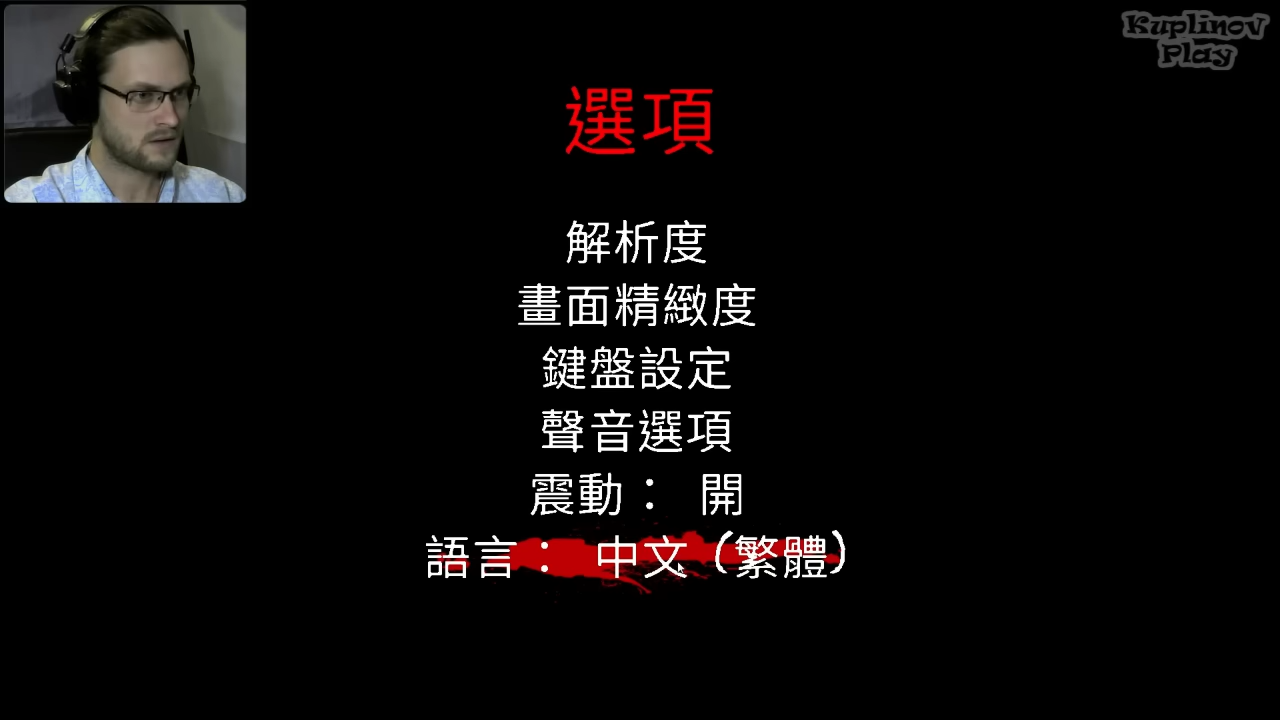 Kuplinov
Play
選項
解析度
畫面精緻度
鍵盤設定
聲音選項
震動： 開
語言： 中文（繁體）